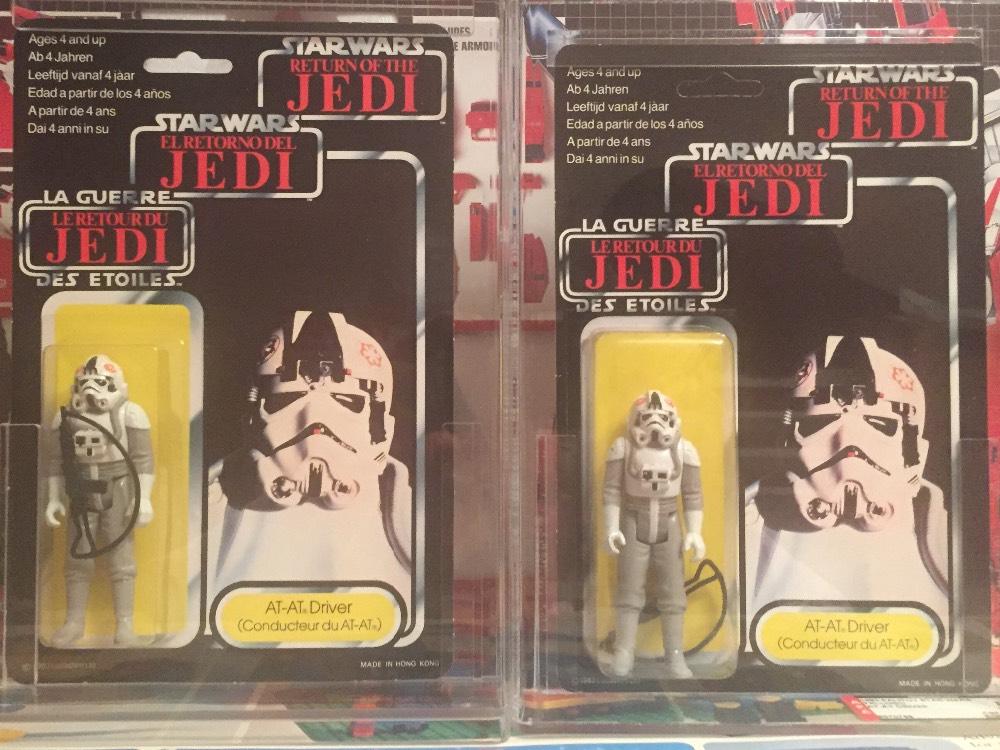 Ages 4 and up
Ab 4 Jahren
Leeftijd vanaf 4 jaar
Edad a partir de los 4 años
A partir de 4 ans
Dai 4 anni in su
STAR WARS
RETURN OF THE
JEDI
STAR WARS
EL RETORNO DEL
JEDI
LA GUERRE
LE RETOUR DU
JEDI
DES ETOILES™
AT-AT® Driver
(Conducteur du AT-AT®)
MADE IN HONG KONG
Ages 4 and up
Ab 4 Jahren
Leeftijd vanaf 4 jaar
Edad a partir de los 4 años
A partir de 4 ans
Dai 4 anni in su
STAR WARS
RETURN OF THE
JEDI
STAR WARS
EL RETORNO DEL
JEDI
LA GUERRE
LE RETOUR DU
JEDI
DES ETOILES™
AT-AT® Driver
(Conducteur du AT-AT®)
MADE IN HONG KONG